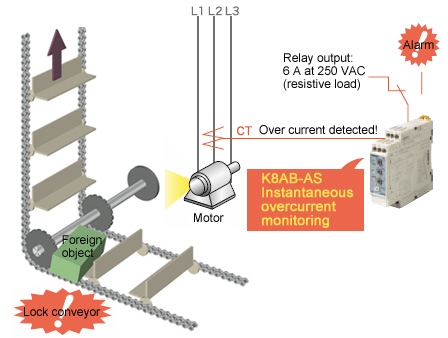 L1 L2 L3
Alarm
Relay output:
6 A at 250 VAC
(resistive load)
CT
Over current detected!
K8AB-AS
Instantaneous
overcurrent
monitoring
Motor
Foreign
object
Lock conveyor